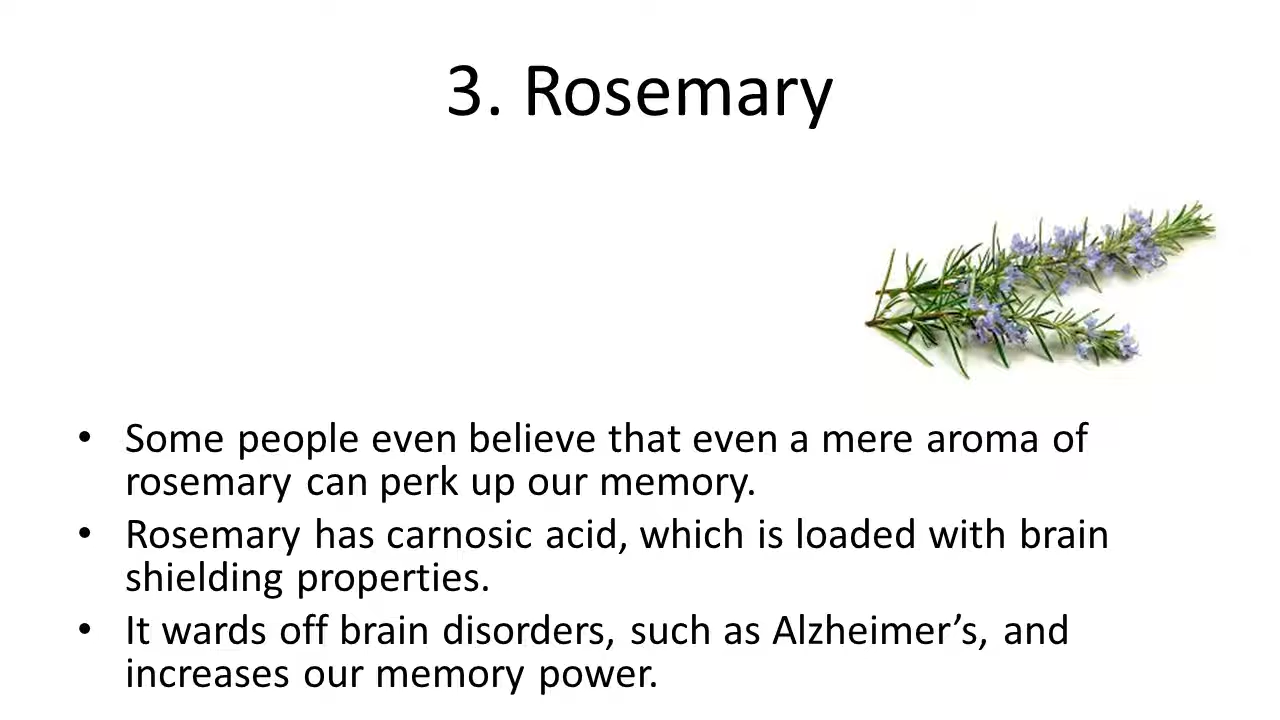 3. Rosemary
• Some people even believe that even a mere aroma of
rosemary can perk up our memory.
• Rosemary has carnosic acid, which is loaded with brain
shielding properties.
• It wards off brain disorders, such as Alzheimer’s, and
increases our memory power.